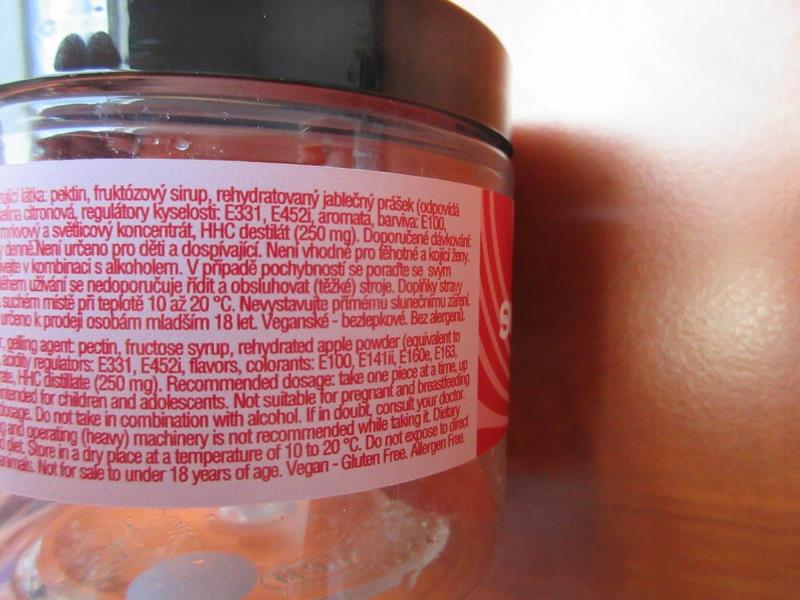 rující látka: pektin, fruktózový sirup, rehydratovaný jablečný prášek (odpovídá
selina citronová, regulátory kyselosti: E331, E452i, aromata, barviva: E100,
mrkvový a světlicový koncentrát, HHC destilát (250 mg). Doporučené dávkování:
y denně.Není určeno pro děti a dospívající. Není vhodné pro těhotné a kojící ženy.
vejte v kombinaci s alkoholem. V případě pochybností se poraďte se svým
během užívání se nedoporučuje řídit a obsluhovat (těžké) stroje. Doplňky stravy
suchém místě při teplotě 10 až 20 °C. Nevystavujte přímému slunečnímu záření.
určeno k prodeji osobám mladším 18 let. Veganské - bezlepkové. Bez alergenů.
r, gelling agent: pectin, fructose syrup, rehydrated apple powder (equivalent to
, acidity regulators: E331, E452i, flavors, colorants: E100, E141ii, E160e, E163,
rate, HHC distillate (250 mg). Recommended dosage: take one piece at a time, up
ntended for children and adolescents. Not suitable for pregnant and breastfeeding
dosage. Do not take in combination with alcohol. If in doubt, consult your doctor.
ng and operating (heavy) machinery is not recommended while taking it. Dietary
d diet. Store in a dry place at a temperature of 10 to 20 °C. Do not expose to direct
animals. Not for sale to under 18 years of age. Vegan - Gluten Free. Allergen Free.